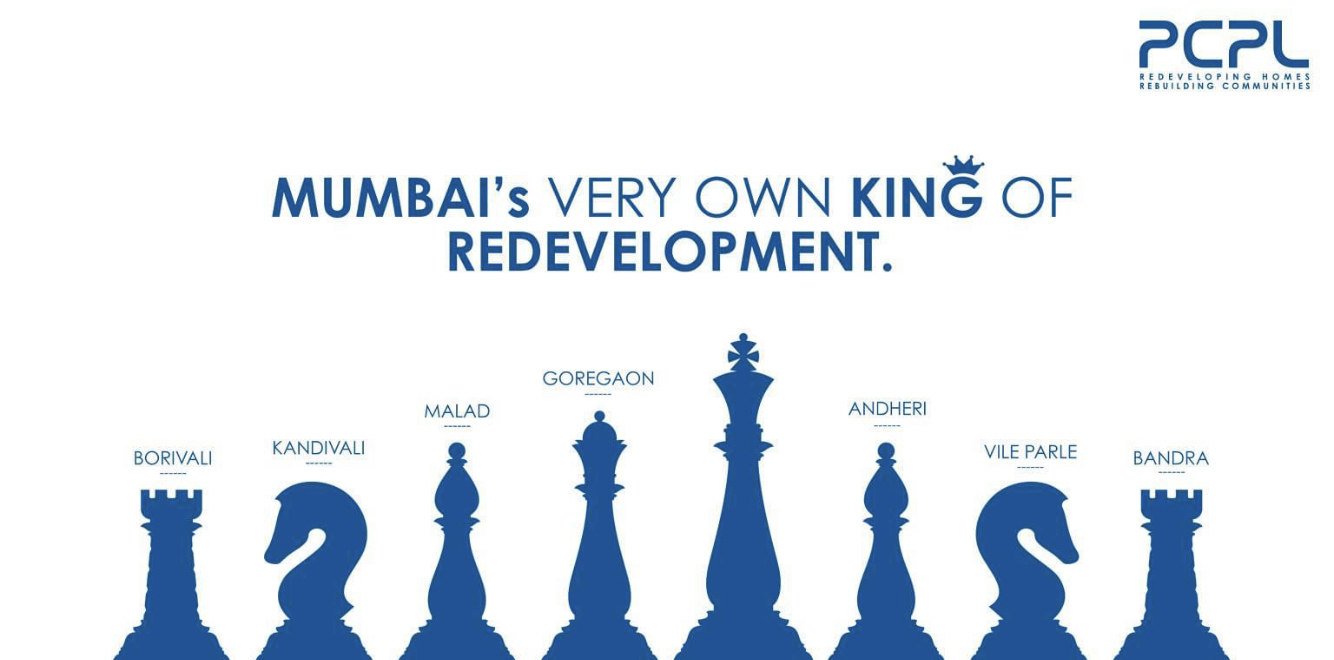 PCPL
REDEVELOPING HOMES
REBUILDING COMMUNITIES
MUMBAI's VERY OWN KING OF
REDEVELOPMENT.
BORIVALI
KANDIVALI
MALAD
GOREGAON
ANDHERI
VILE PARLE
BANDRA